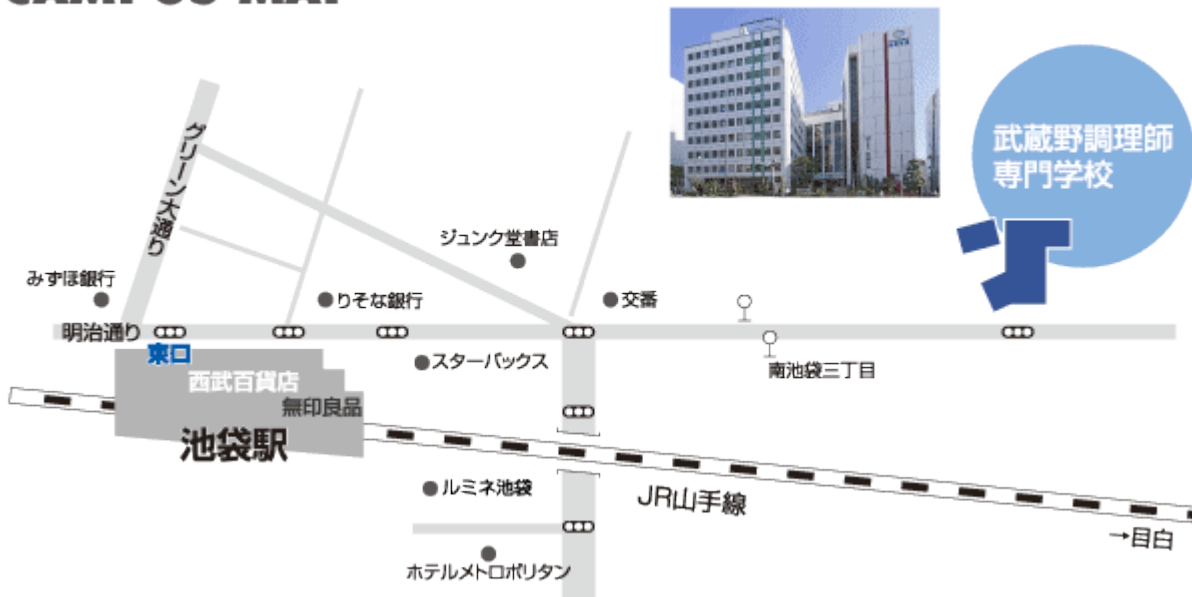 CAMPUS MAP
武蔵野調理師
専門学校
グリーン大通り
ジュンク堂書店
みずほ銀行
りそな銀行
交番
明治通り
東口
スターバックス
南池袋三丁目
西武百貨店
無印良品
池袋駅
ルミネ池袋
JR山手線
→目白
ホテルメトロポリタン